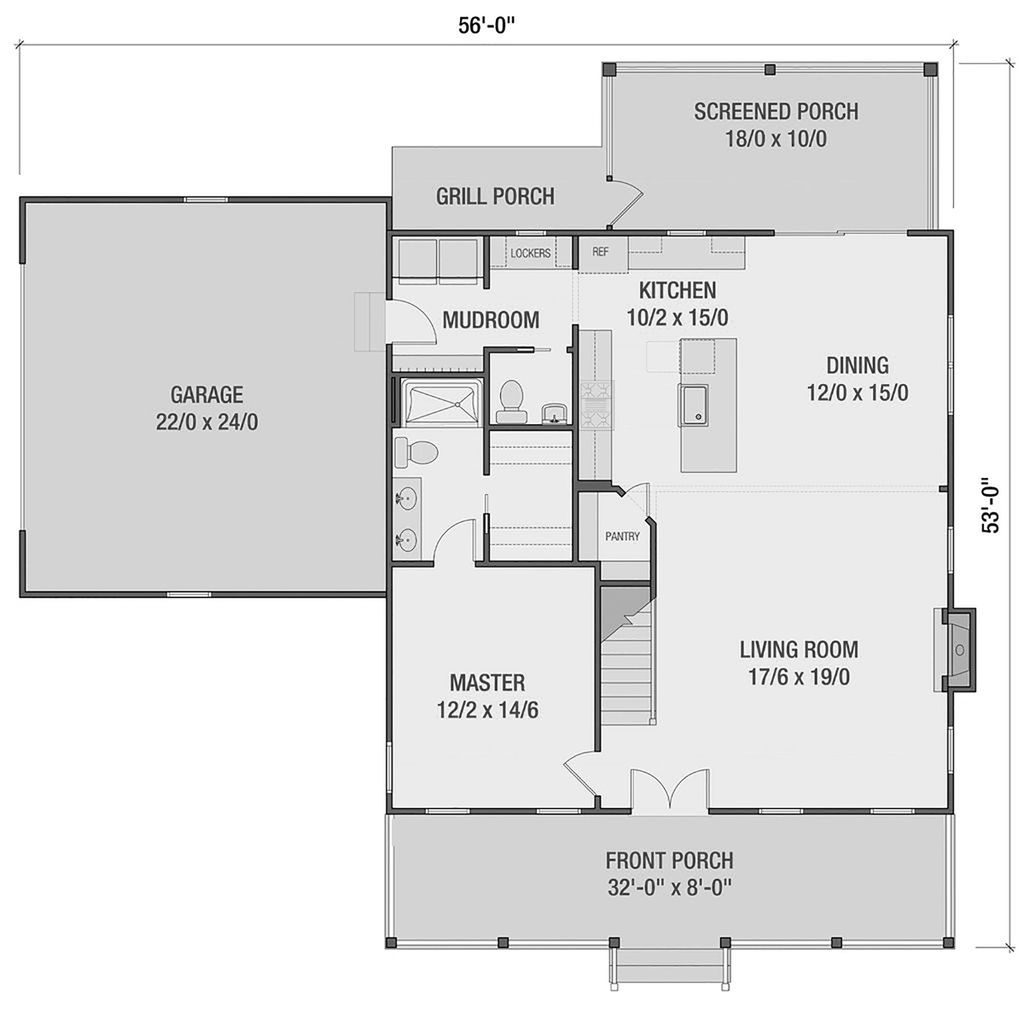 56'-0"
SCREENED PORCH
18/0 x 10/0
GRILL PORCH
LOCKERS
REF
KITCHEN
10/2 x 15/0
MUDROOM
DINING
12/0 x 15/0
GARAGE
22/0 x 24/0
53'-0"
PANTRY
LIVING ROOM
17/6 x 19/0
MASTER
12/2 x 14/6
FRONT PORCH
32'-0" x 8'-0"